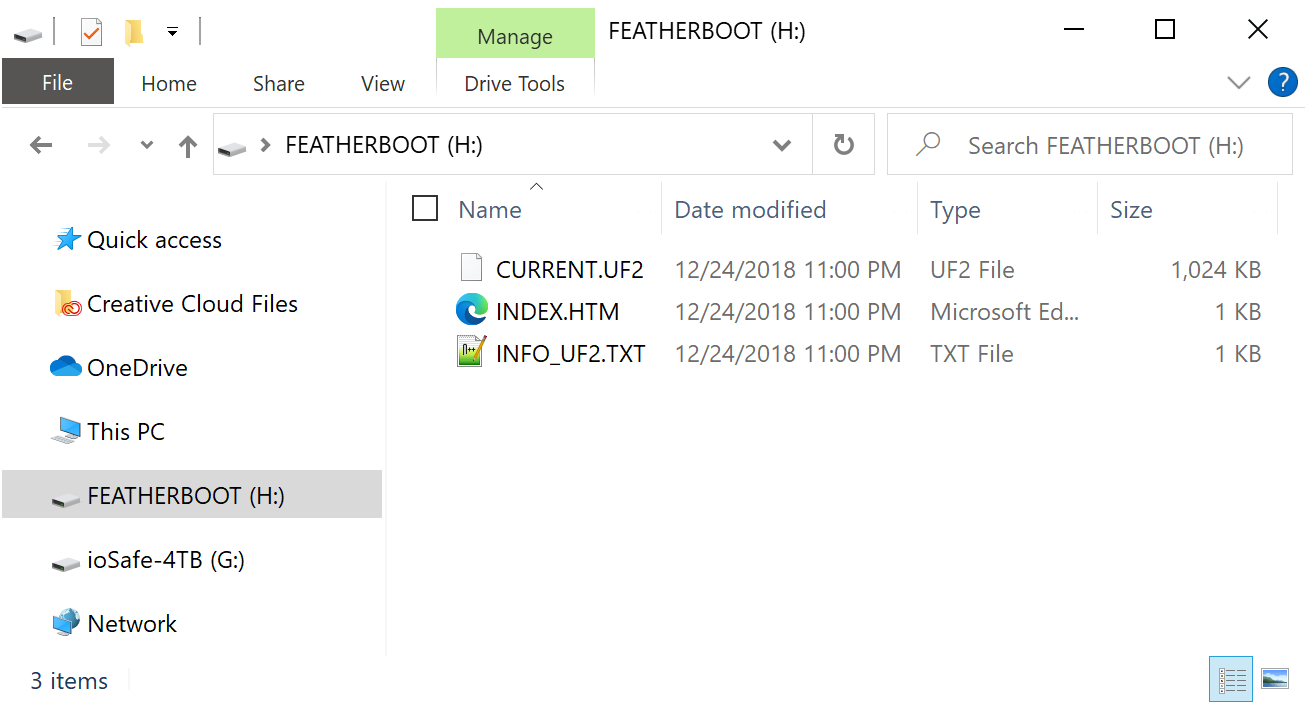 Manage FEATHERBOOT (H:)
File Home Share View Drive Tools ?
FEATHERBOOT (H:) Search FEATHERBOOT (H:)
Name Date modified Type Size
Quick access
Creative Cloud Files
OneDrive
This PC
FEATHERBOOT (H:)
ioSafe-4TB (G:)
Network
CURRENT.UF2 12/24/2018 11:00 PM UF2 File 1,024 KB
INDEX.HTM 12/24/2018 11:00 PM Microsoft Ed... 1 KB
INFO_UF2.TXT 12/24/2018 11:00 PM TXT File 1 KB
3 items